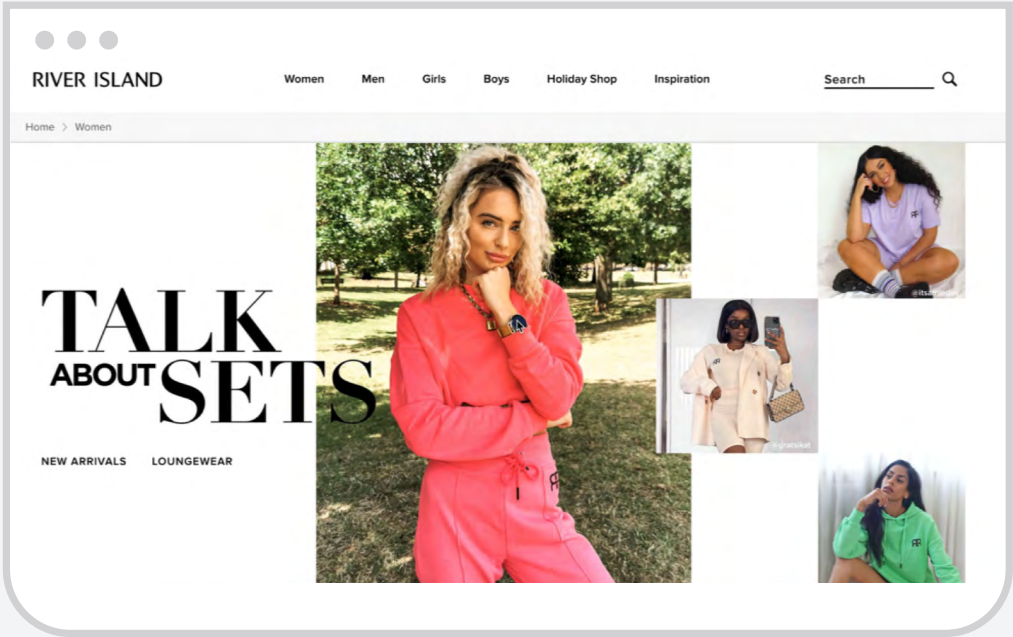 RIVER ISLAND
Women Men Girls Boys Holiday Shop Inspiration
Search
Home > Women
TALK
ABOUT SETS
NEW ARRIVALS LOUNGEWEAR